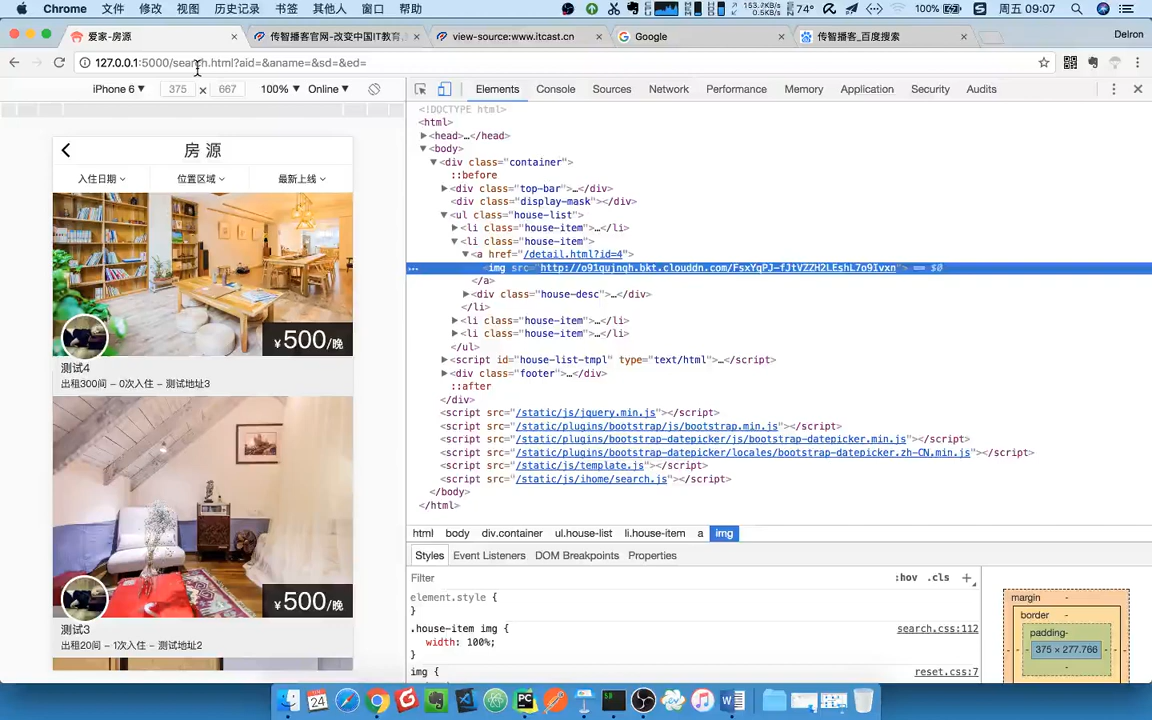 Chrome 文件 修改 视图 历史记录 书签 其他人 窗口 帮助 153.2KB/s 0.5KB/s 74° 100% 周五 09:07
爱家-房源 传智播客官网-改变中国IT教育, view-source:www.itcast.cn Google 传智播客_百度搜索 Delron
127.0.0.1:5000/search.html?aid=&aname=&sd=&ed=
iPhone 6 ▼ 375 × 667 100% ▼ Online ▼ Elements Console Sources Network Performance Memory Application Security Audits
房 源
入住日期 位置区域 最新上线
¥500/晚
测试4
出租300间 – 0次入住 – 测试地址3
¥500/晚
测试3
出租20间 – 1次入住 – 测试地址2
<!DOCTYPE html>
<html>
▶<head>…</head>
▼<body>
▼<div class="container">
::before
▶<div class="top-bar">…</div>
<div class="display-mask"></div>
▼<ul class="house-list">
▶<li class="house-item">…</li>
▼<li class="house-item">
▼<a href="/detail.html?id=4">
… <img src="http://o91qujnqh.bkt.clouddn.com/FsxYqPJ-fJtVZZH2LEshL7o9Ivxn"> == $0
</a>
▶<div class="house-desc">…</div>
</li>
▶<li class="house-item">…</li>
▶<li class="house-item">…</li>
</ul>
▶<script id="house-list-tmpl" type="text/html">…</script>
▶<div class="footer">…</div>
::after
</div>
<script src="/static/js/jquery.min.js"></script>
<script src="/static/plugins/bootstrap/js/bootstrap.min.js"></script>
<script src="/static/plugins/bootstrap-datepicker/js/bootstrap-datepicker.min.js"></script>
<script src="/static/plugins/bootstrap-datepicker/locales/bootstrap-datepicker.zh-CN.min.js"></script>
<script src="/static/js/template.js"></script>
<script src="/static/js/ihome/search.js"></script>
</body>
</html>
html body div.container ul.house-list li.house-item a img
Styles Event Listeners DOM Breakpoints Properties
Filter :hov .cls +
element.style {
}
.house-item img { search.css:112
width: 100%;
}
img { reset.css:7
margin -
border -
padding-
375 × 277.766